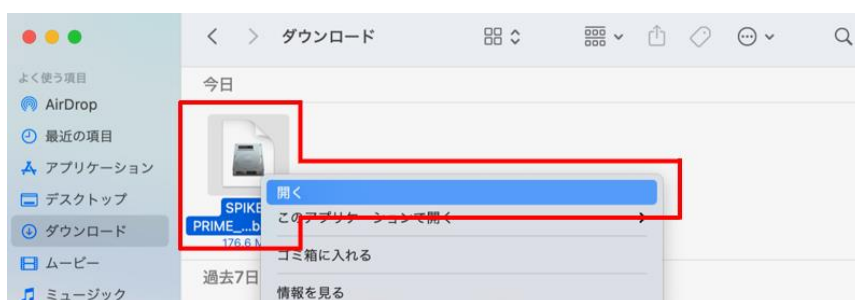 ダウンロード
よく使う項目
AirDrop
最近の項目
アプリケーション
デスクトップ
ダウンロード
ムービー
ミュージック
今日
SPIKE
PRIME_...b
176.6 M
過去7日
開く
このアプリケーションで開く
ゴミ箱に入れる
情報を見る